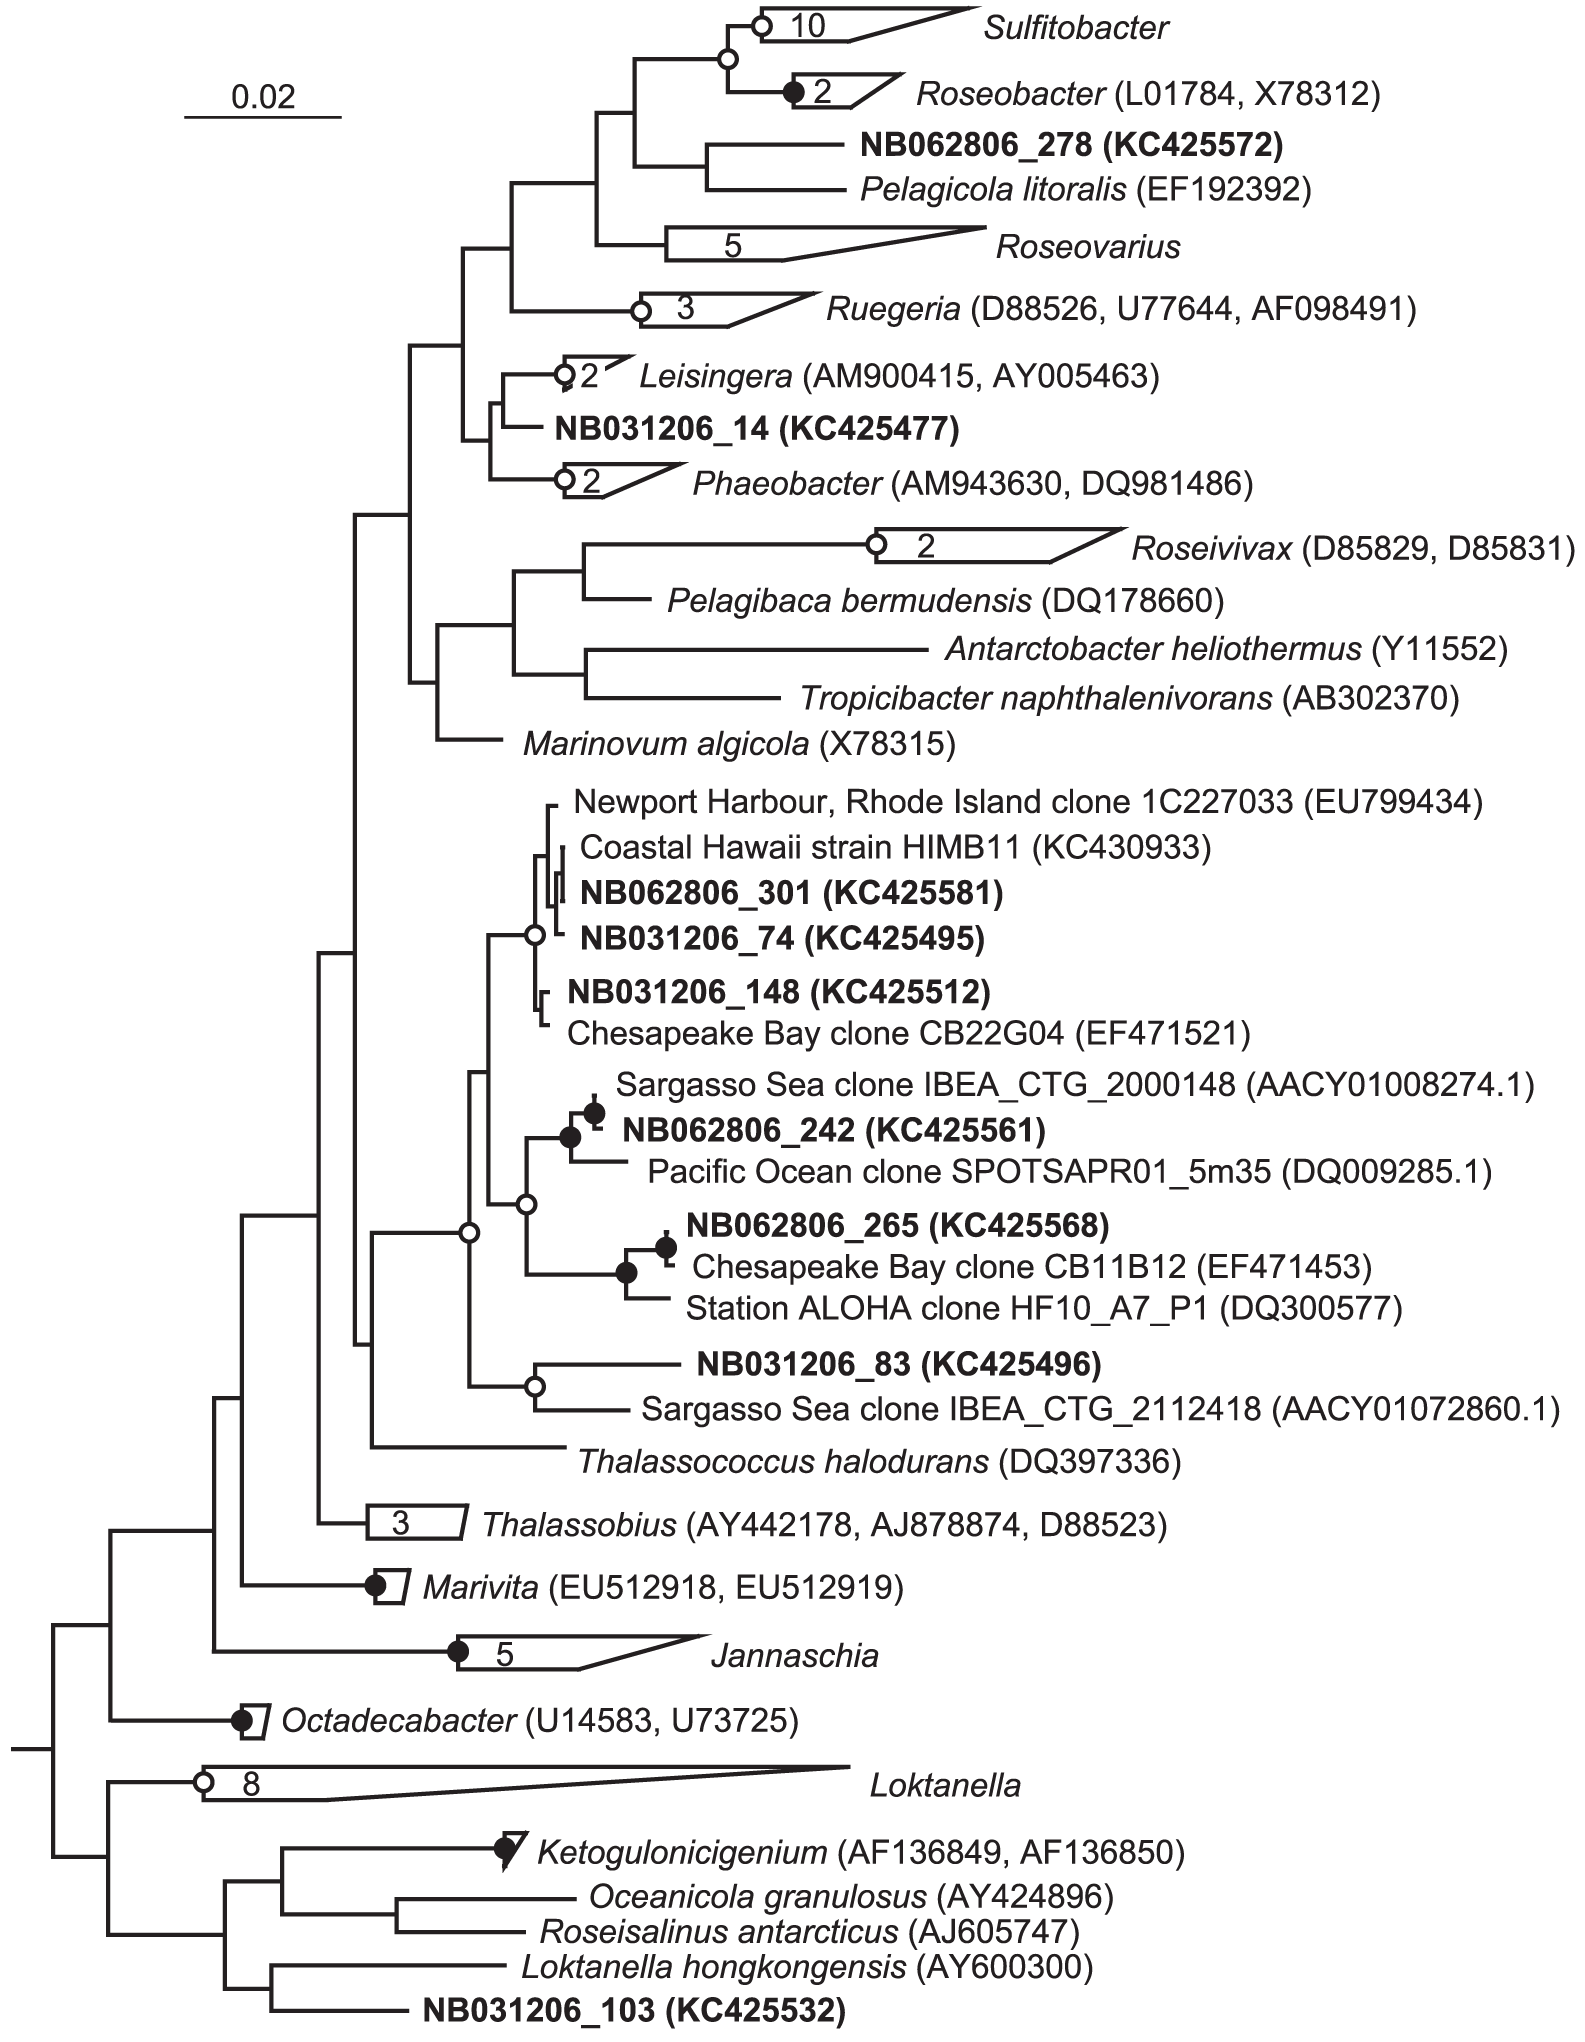 10 Sulfitobacter
0.02
2 Roseobacter (L01784, X78312)
NB062806_278 (KC425572)
Pelagicola litoralis (EF192392)
5 Roseovarius
3 Ruegeria (D88526, U77644, AF098491)
2 Leisingera (AM900415, AY005463)
NB031206_14 (KC425477)
2 Phaeobacter (AM943630, DQ981486)
2 Roseivivax (D85829, D85831)
Pelagibaca bermudensis (DQ178660)
Antarctobacter heliothermus (Y11552)
Tropicibacter naphthalenivorans (AB302370)
Marinovum algicola (X78315)
Newport Harbour, Rhode Island clone 1C227033 (EU799434)
Coastal Hawaii strain HIMB11 (KC430933)
NB062806_301 (KC425581)
NB031206_74 (KC425495)
NB031206_148 (KC425512)
Chesapeake Bay clone CB22G04 (EF471521)
Sargasso Sea clone IBEA_CTG_2000148 (AACY01008274.1)
NB062806_242 (KC425561)
Pacific Ocean clone SPOTSAPR01_5m35 (DQ009285.1)
NB062806_265 (KC425568)
Chesapeake Bay clone CB11B12 (EF471453)
Station ALOHA clone HF10_A7_P1 (DQ300577)
NB031206_83 (KC425496)
Sargasso Sea clone IBEA_CTG_2112418 (AACY01072860.1)
Thalassococcus halodurans (DQ397336)
3 Thalassobius (AY442178, AJ878874, D88523)
Marivita (EU512918, EU512919)
5 Jannaschia
Octadecabacter (U14583, U73725)
8 Loktanella
Ketogulonicigenium (AF136849, AF136850)
Oceanicola granulosus (AY424896)
Roseisalinus antarcticus (AJ605747)
Loktanella hongkongensis (AY600300)
NB031206_103 (KC425532)